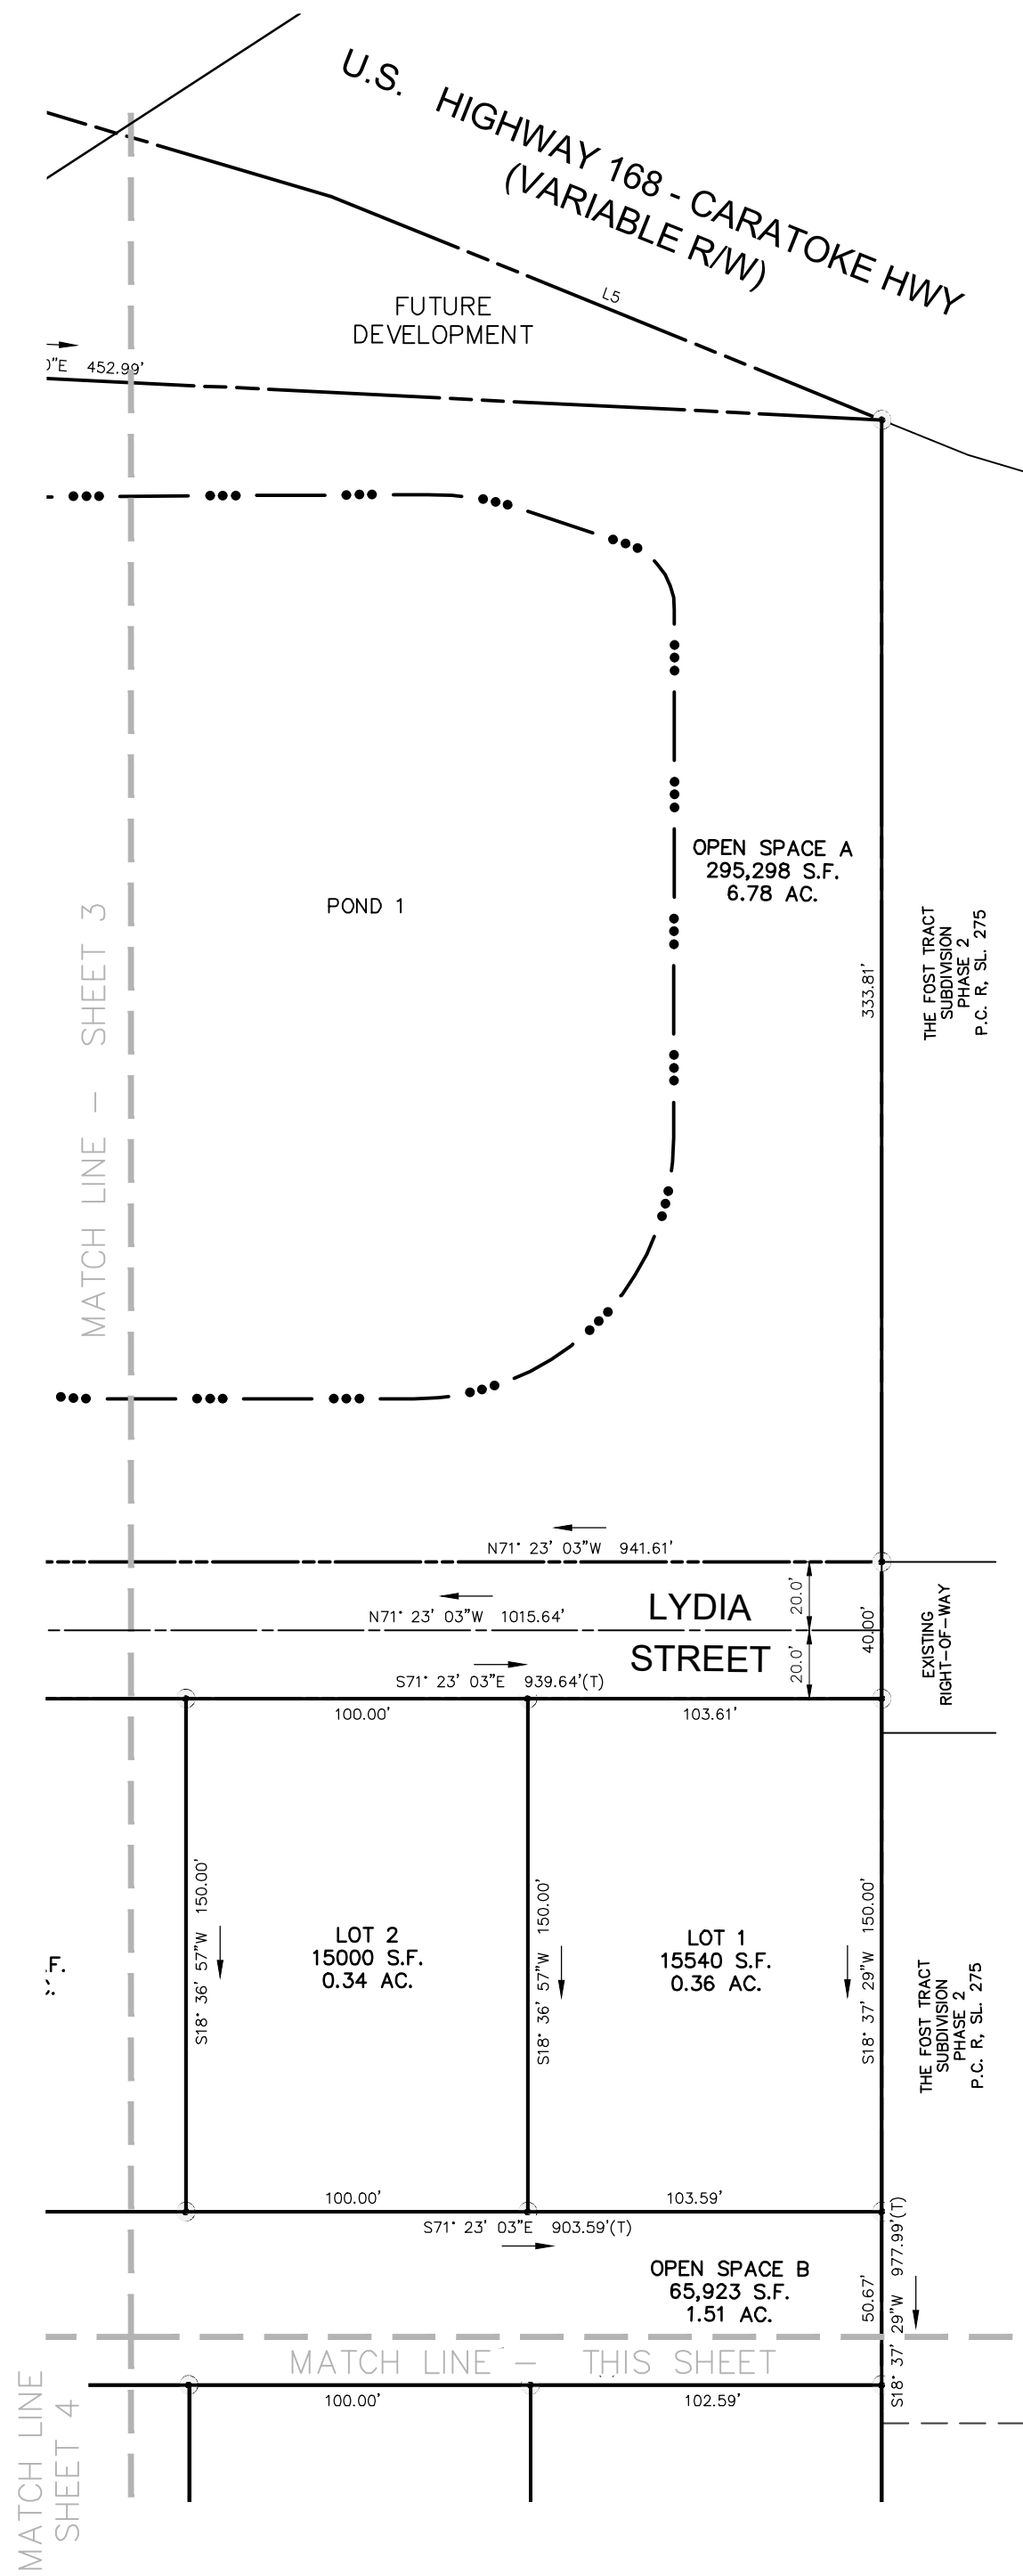 U.S. HIGHWAY 168 - CARATOKE HWY
(VARIABLE R/W)
L5
FUTURE
DEVELOPMENT
0"E 452.99'
OPEN SPACE A
295,298 S.F.
6.78 AC.
POND 1
MATCH LINE - SHEET 3
333.81'
THE FOST TRACT
SUBDIVISION
PHASE 2
P.C. R, SL. 275
N71° 23' 03"W 941.61'
N71° 23' 03"W 1015.64'
LYDIA
STREET
20.0'
20.0'
40.00'
EXISTING
RIGHT-OF-WAY
S71° 23' 03"E 939.64'(T)
100.00'
103.61'
S18° 36' 57"W 150.00'
LOT 2
15000 S.F.
0.34 AC.
S18° 36' 57"W 150.00'
LOT 1
15540 S.F.
0.36 AC.
S18° 37' 29"W 150.00'
.F.
C.
THE FOST TRACT
SUBDIVISION
PHASE 2
P.C. R, SL. 275
100.00'
103.59'
S71° 23' 03"E 903.59'(T)
OPEN SPACE B
65,923 S.F.
1.51 AC.
50.67'
S18° 37' 29"W 977.99'(T)
MATCH LINE - THIS SHEET
100.00'
102.59'
MATCH LINE
SHEET 4